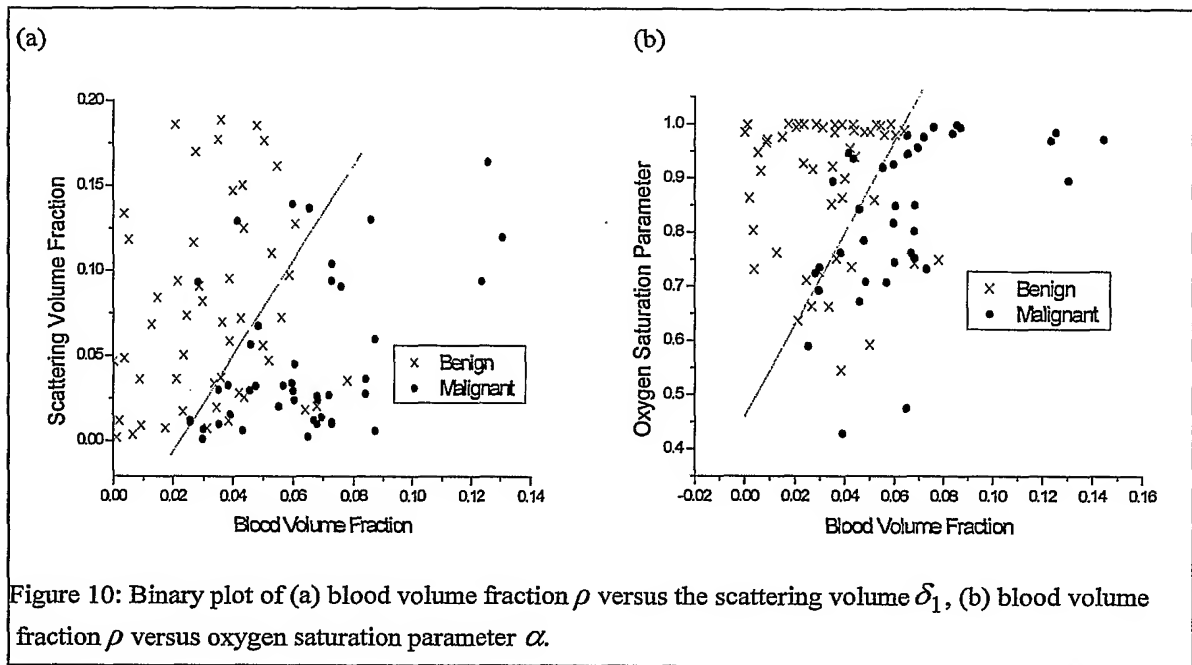 (a)
(b)
Scattering Volume Fraction
0.20
0.15
0.10
0.05
0.00
× Benign
• Malignant
0.00 0.02 0.04 0.06 0.08 0.10 0.12 0.14
Blood Volume Fraction
Oxygen Saturation Parameter
1.0
0.9
0.8
0.7
0.6
0.5
0.4
× Benign
• Malignant
-0.02 0.00 0.02 0.04 0.06 0.08 0.10 0.12 0.14 0.16
Blood Volume Fraction
Figure 10: Binary plot of (a) blood volume fraction ρ versus the scattering volume δ₁, (b) blood volume
fraction ρ versus oxygen saturation parameter α.